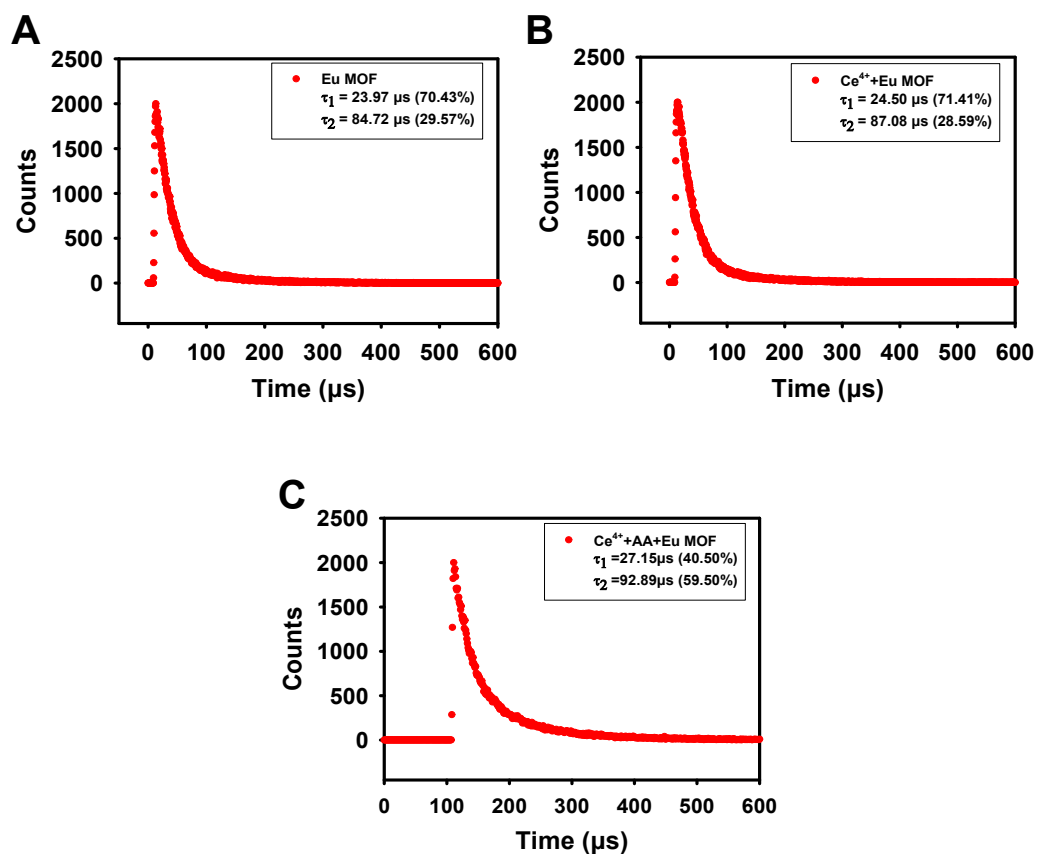 A
2500
2000
1500
1000
500
0
Counts
Eu MOF
τ1 = 23.97 µs (70.43%)
τ2 = 84.72 µs (29.57%)
0 100 200 300 400 500 600
Time (µs)
B
2500
2000
1500
1000
500
0
Counts
Ce⁴⁺+Eu MOF
τ1 = 24.50 µs (71.41%)
τ2 = 87.08 µs (28.59%)
0 100 200 300 400 500 600
Time (µs)
C
2500
2000
1500
1000
500
0
Counts
Ce⁴⁺+AA+Eu MOF
τ1 =27.15µs (40.50%)
τ2 =92.89µs (59.50%)
0 100 200 300 400 500 600
Time (µs)